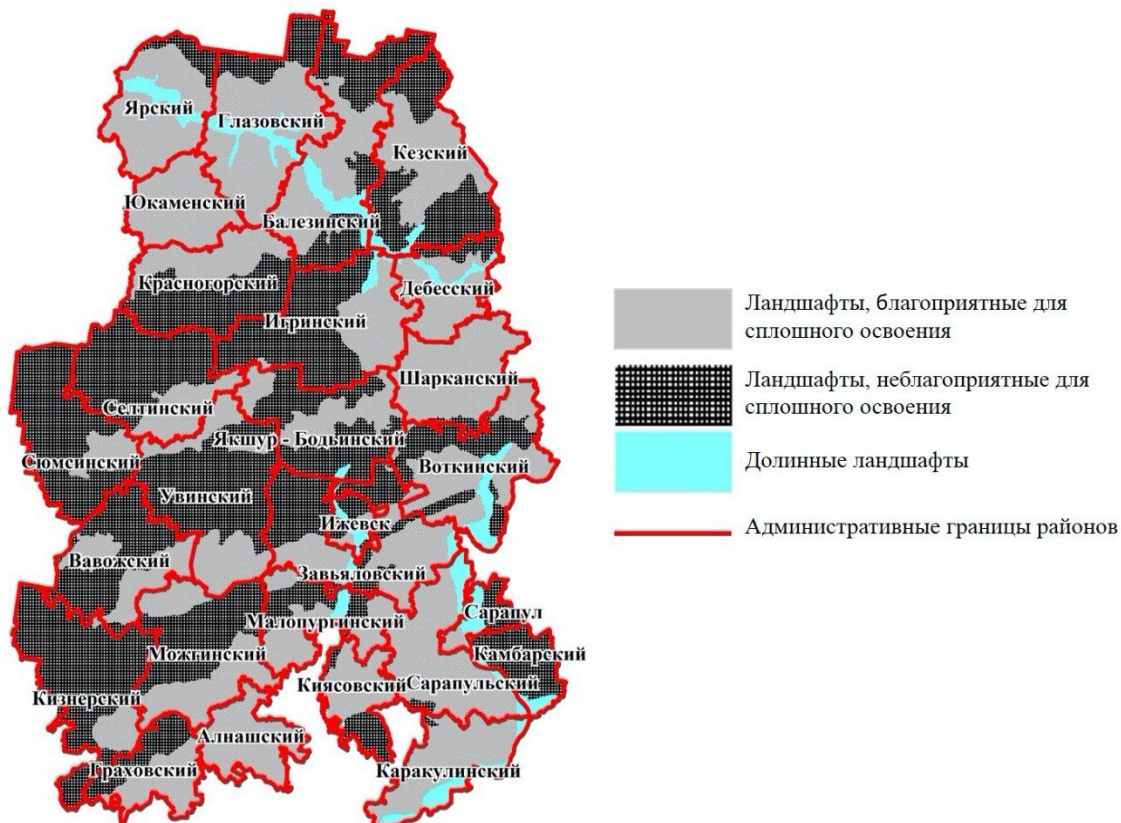 Ярский
Глазовский
Кезский
Юкаменский
Балезинский
Красногорский
Дебесский
Игринский
Шарканский
Селтинский
Якшур - Бодьинский
Сюмсинский
Воткинский
Увинский
Ижевск
Вавожский
Завьяловский
Сарапул
Малопургинский
Можгинский
Камбарский
Киясовский
Сарапульский
Кизнерский
Алнашский
Граховский
Каракулинский
Ландшафты, благоприятные для
сплошного освоения
Ландшафты, неблагоприятные для
сплошного освоения
Долинные ландшафты
Административные границы районов